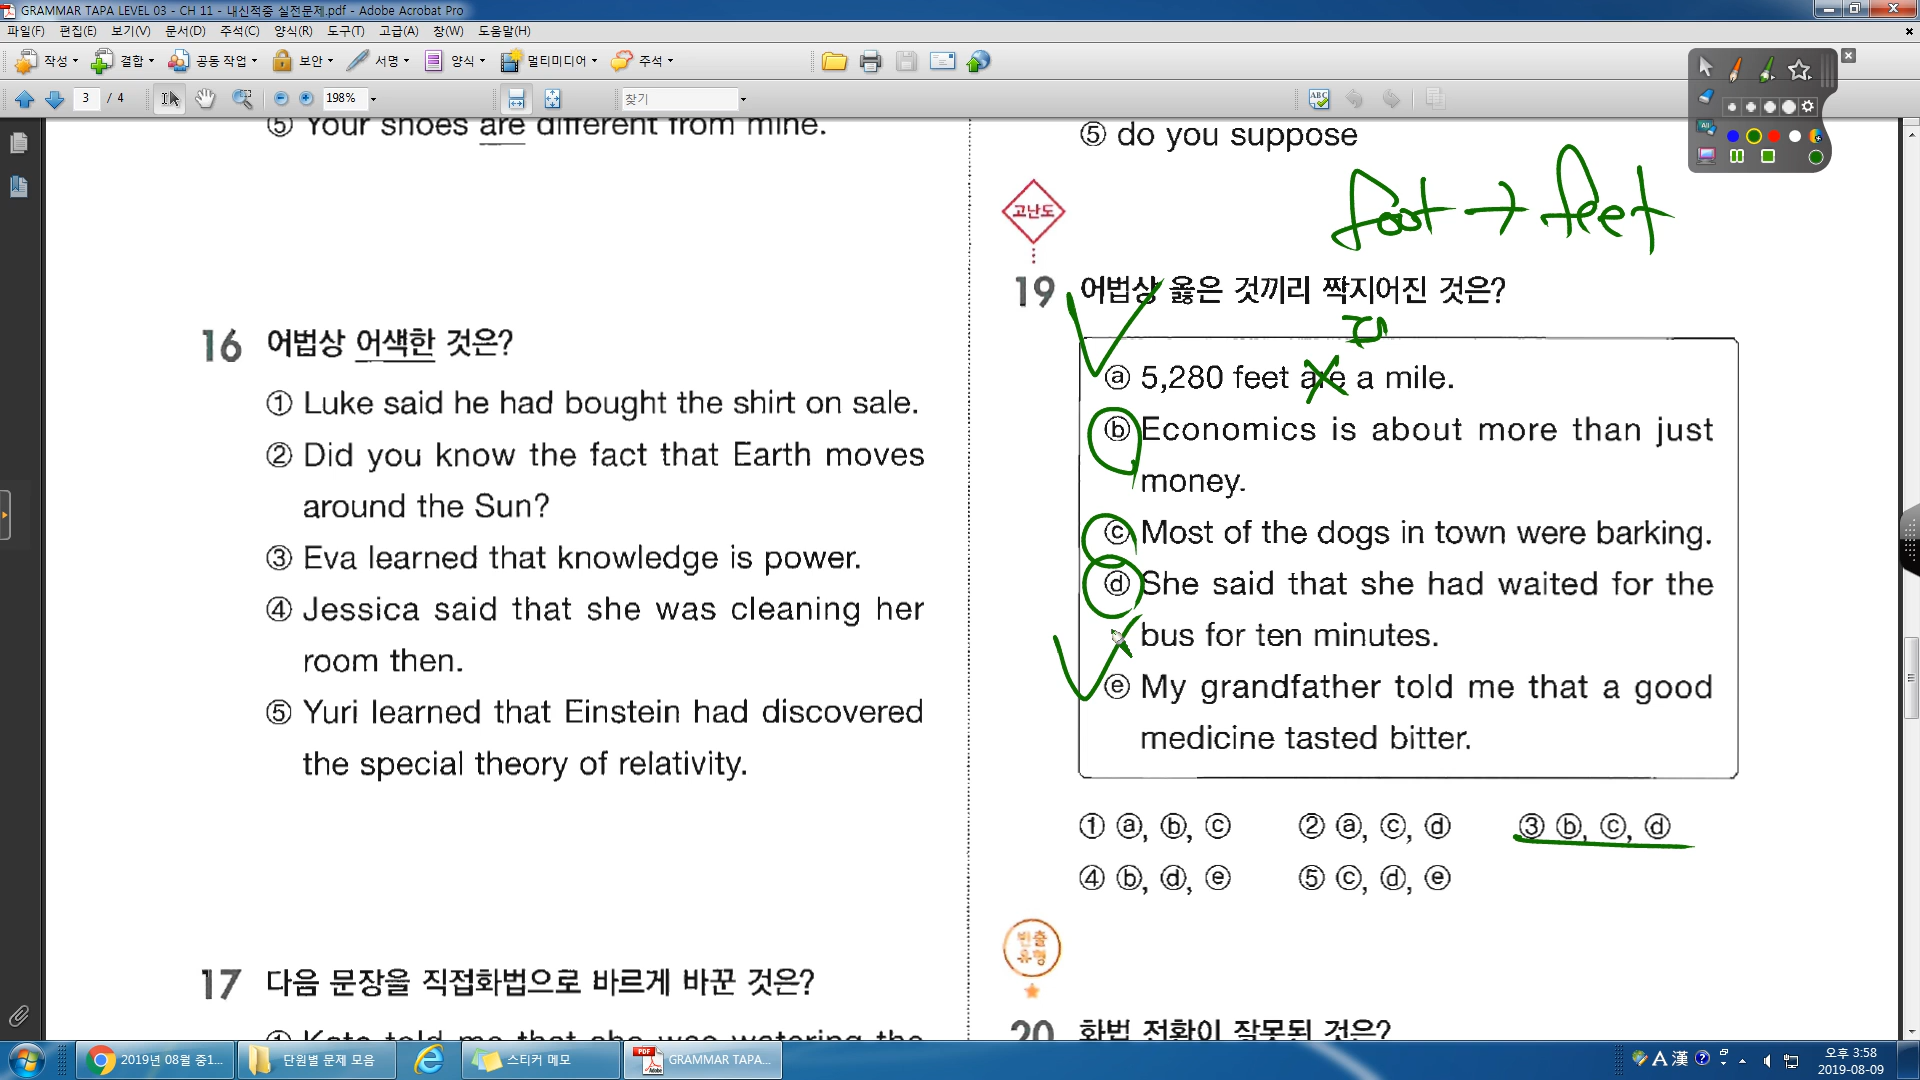 GRAMMAR TAPA LEVEL 03 - CH 11 - 내신적중 실전문제.pdf - Adobe Acrobat Pro
파일(F) 편집(E) 보기(V) 문서(D) 주석(C) 양식(R) 도구(T) 고급(A) 창(W) 도움말(H)
작성 결합 공동 작업 보안 서명 양식 멀티미디어 주석
3 / 4 198% 찾기
⑤ Your shoes are different from mine.
16 어법상 어색한 것은?
① Luke said he had bought the shirt on sale.
② Did you know the fact that Earth moves
around the Sun?
③ Eva learned that knowledge is power.
④ Jessica said that she was cleaning her
room then.
⑤ Yuri learned that Einstein had discovered
the special theory of relativity.
17 다음 문장을 직접화법으로 바르게 바꾼 것은?
① Kate told me that she was watering the
⑤ do you suppose
foot → feet
고난도
19 어법상 옳은 것끼리 짝지어진 것은?
is
ⓐ 5,280 feet are a mile.
ⓑ Economics is about more than just
money.
ⓒ Most of the dogs in town were barking.
ⓓ She said that she had waited for the
bus for ten minutes.
ⓔ My grandfather told me that a good
medicine tasted bitter.
① ⓐ, ⓑ, ⓒ ② ⓐ, ⓒ, ⓓ ③ ⓑ, ⓒ, ⓓ
④ ⓑ, ⓓ, ⓔ ⑤ ⓒ, ⓓ, ⓔ
빈출
유형
20 화법 전환이 잘못된 것은?
2019년 08월 중1... 단원별 문제 모음 스티커 메모 GRAMMAR TAPA...
A 漢
오후 3:58
2019-08-09